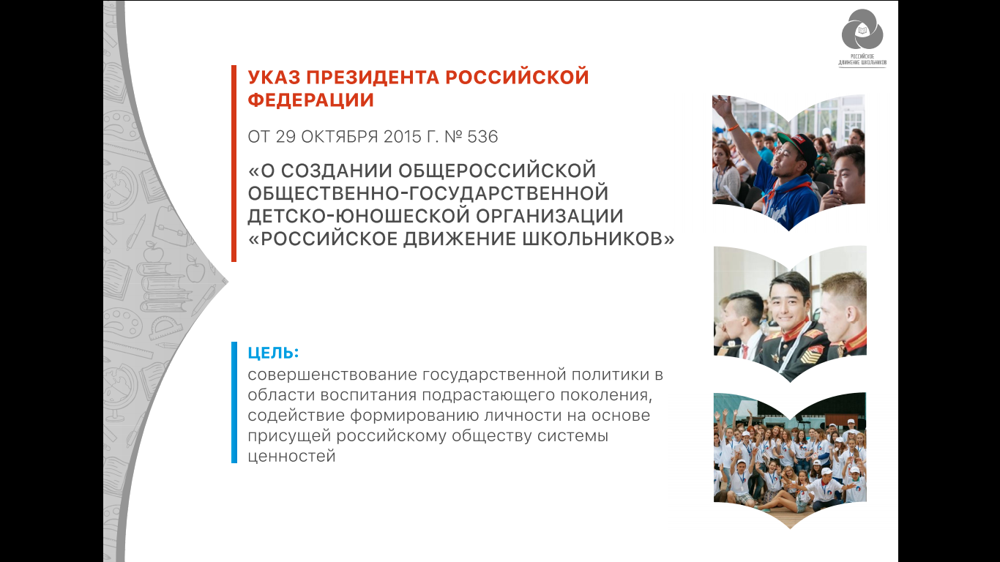 РОССИЙСКОЕ
ДВИЖЕНИЕ ШКОЛЬНИКОВ
УКАЗ ПРЕЗИДЕНТА РОССИЙСКОЙ
ФЕДЕРАЦИИ
ОТ 29 ОКТЯБРЯ 2015 Г. № 536
«О СОЗДАНИИ ОБЩЕРОССИЙСКОЙ
ОБЩЕСТВЕННО-ГОСУДАРСТВЕННОЙ
ДЕТСКО-ЮНОШЕСКОЙ ОРГАНИЗАЦИИ
«РОССИЙСКОЕ ДВИЖЕНИЕ ШКОЛЬНИКОВ»
ЦЕЛЬ:
совершенствование государственной политики в
области воспитания подрастающего поколения,
содействие формированию личности на основе
присущей российскому обществу системы
ценностей